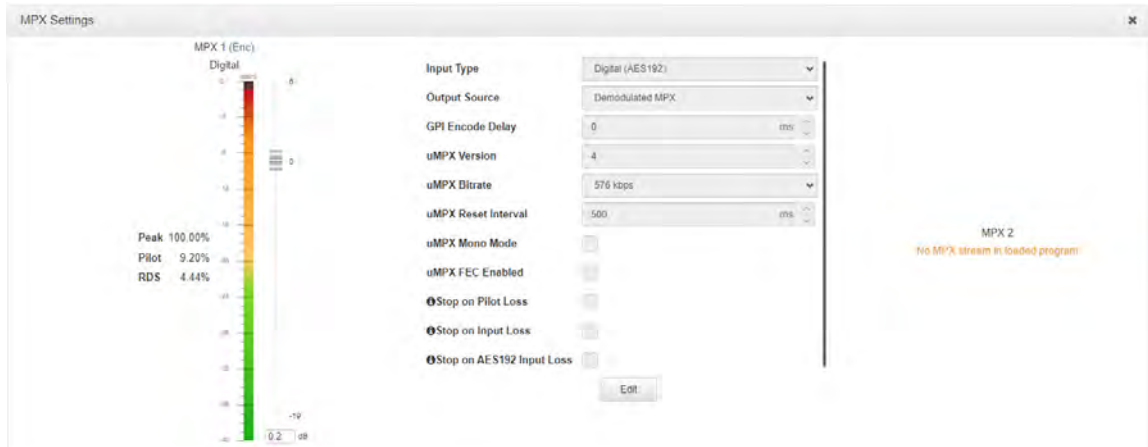 MPX Settings
MPX 1 (Enc)
Digital
6
0
-19
0.2 dB
Peak 100.00%
Pilot 9.20%
RDS 4.44%
Input Type Digital (AES192)
Output Source Demodulated MPX
GPI Encode Delay 0 ms
uMPX Version 4
uMPX Bitrate 576 kbps
uMPX Reset Interval 500 ms
uMPX Mono Mode
uMPX FEC Enabled
Stop on Pilot Loss
Stop on Input Loss
Stop on AES192 Input Loss
Edit
MPX 2
No MPX stream in loaded program